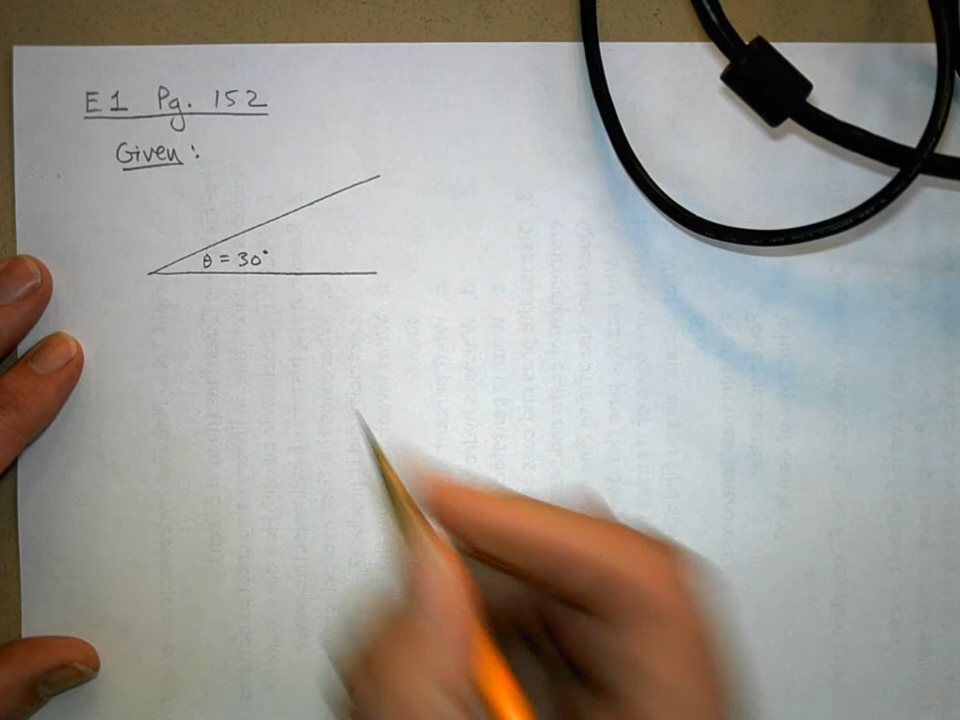 E1 Pg. 152
Given:
θ = 30°